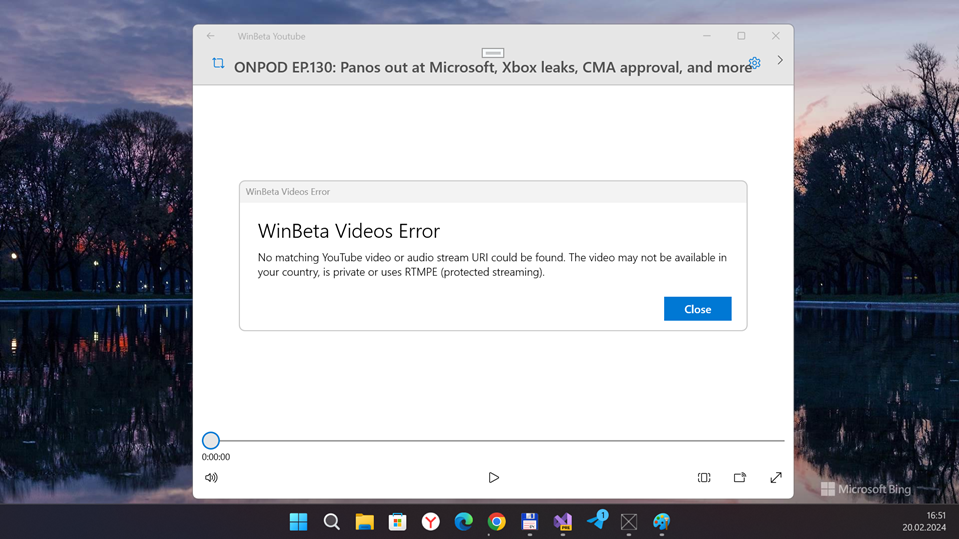 WinBeta Youtube
ONPOD EP.130: Panos out at Microsoft, Xbox leaks, CMA approval, and more
WinBeta Videos Error
WinBeta Videos Error
No matching YouTube video or audio stream URI could be found. The video may not be available in
your country, is private or uses RTMPE (protected streaming).
Close
0:00:00
Microsoft Bing
1
16:51
20.02.2024